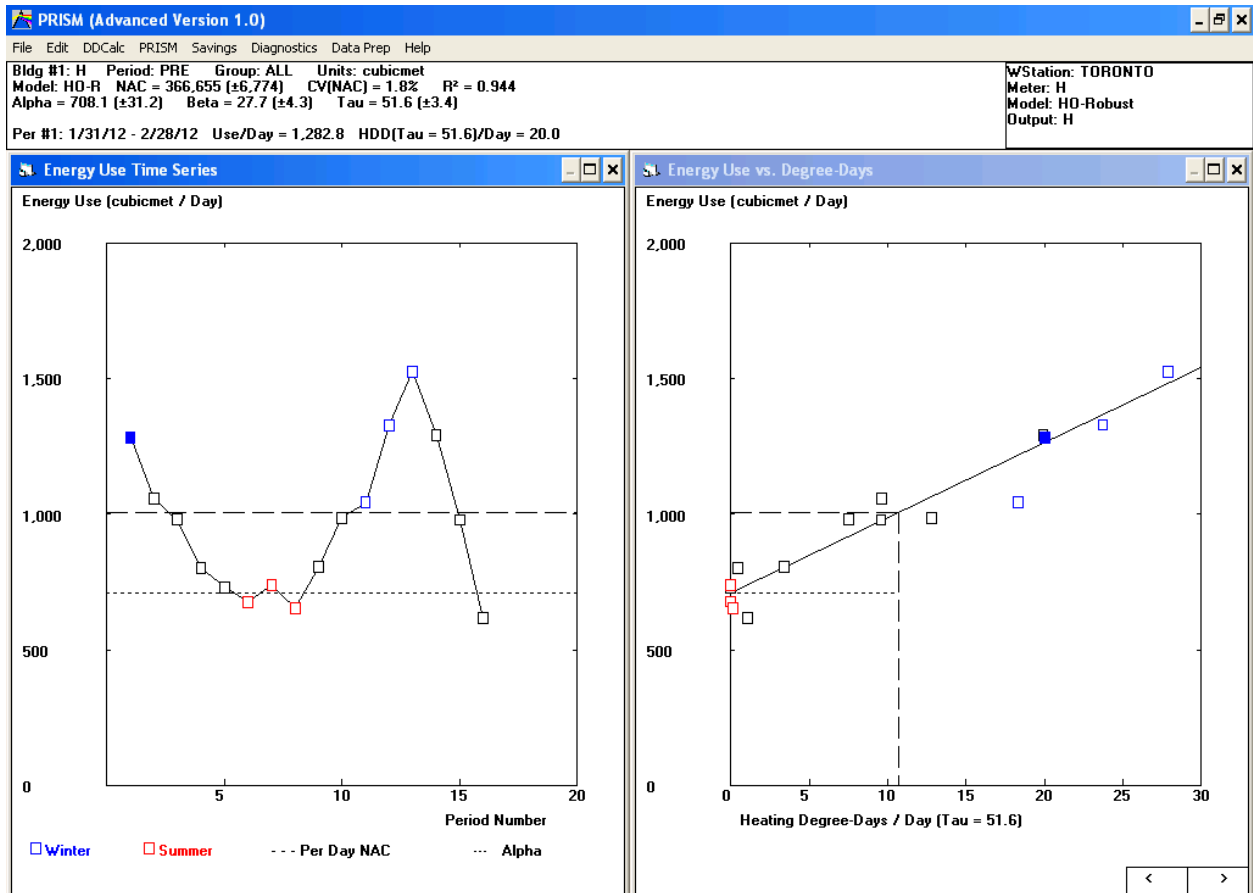 PRISM (Advanced Version 1.0)
File Edit DDCalc PRISM Savings Diagnostics Data Prep Help
Bldg #1: H Period: PRE Group: ALL Units: cubicmet
Model: HO-R NAC = 366,655 (±6,774) CV(NAC) = 1.8% R² = 0.944
Alpha = 708.1 (±31.2) Beta = 27.7 (±4.3) Tau = 51.6 (±3.4)
Per #1: 1/31/12 - 2/28/12 Use/Day = 1,282.8 HDD(Tau = 51.6)/Day = 20.0
WStation: TORONTO
Meter: H
Model: HO-Robust
Output: H
Energy Use Time Series
Energy Use (cubicmet / Day)
2,000
1,500
1,000
500
0
5 10 15 20
Period Number
Winter Summer - - - Per Day NAC --- Alpha
Energy Use vs. Degree-Days
Energy Use (cubicmet / Day)
2,000
1,500
1,000
500
0
0 5 10 15 20 25 30
Heating Degree-Days / Day (Tau = 51.6)
< >